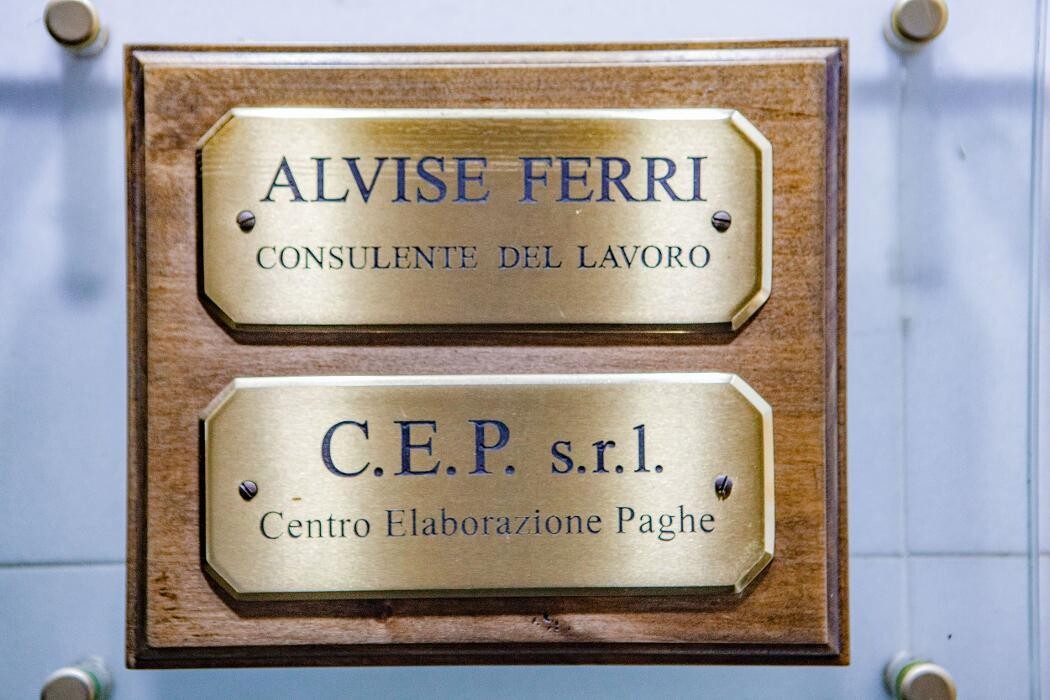 ALVISE FERRI
CONSULENTE DEL LAVORO
C.E.P. s.r.l.
Centro Elaborazione Paghe